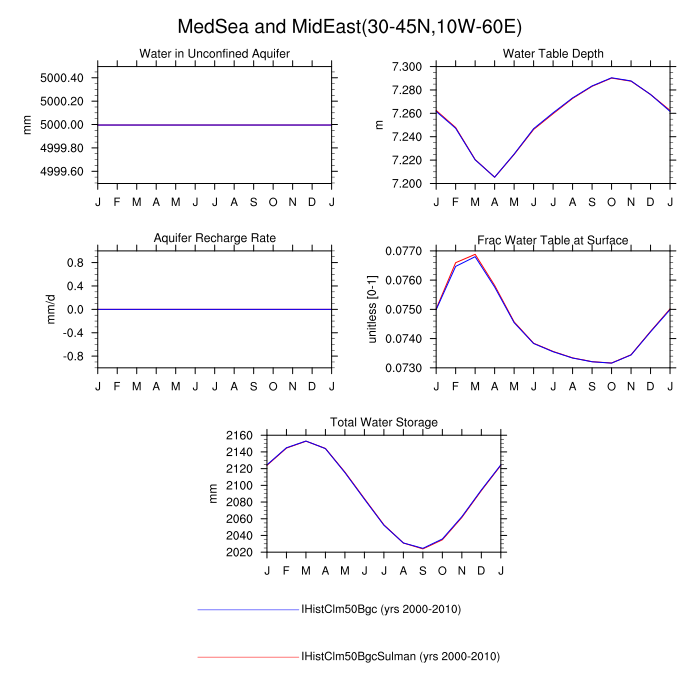 MedSea and MidEast(30-45N,10W-60E)
Water in Unconfined Aquifer
5000.40
5000.20
5000.00
4999.80
4999.60
mm
J F M A M J J A S O N D J
Water Table Depth
7.300
7.280
7.260
7.240
7.220
7.200
m
J F M A M J J A S O N D J
Aquifer Recharge Rate
0.8
0.4
0.0
-0.4
-0.8
mm/d
J F M A M J J A S O N D J
Frac Water Table at Surface
0.0770
0.0760
0.0750
0.0740
0.0730
unitless [0-1]
J F M A M J J A S O N D J
Total Water Storage
2160
2140
2120
2100
2080
2060
2040
2020
mm
J F M A M J J A S O N D J
IHistClm50Bgc (yrs 2000-2010)
IHistClm50BgcSulman (yrs 2000-2010)